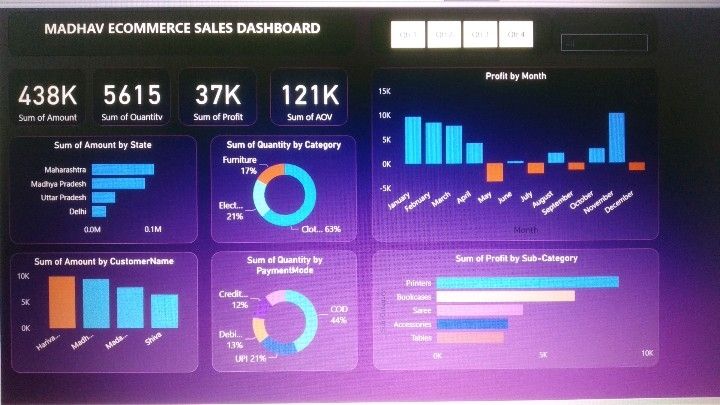 MADHAV ECOMMERCE SALES DASHBOARD
Qtr 1 Qtr 2 Qtr 3 Qtr 4
438K
Sum of Amount
5615
Sum of Quantity
37K
Sum of Profit
121K
Sum of AOV
Profit by Month
15K
10K
5K
0K
-5K
January February March April May June July August September October November December
Month
Sum of Amount by State
Maharashtra
Madhya Pradesh
Uttar Pradesh
Delhi
0.0M 0.1M
Sum of Quantity by Category
Furniture
17%
Elect...
21%
Clot... 63%
Sum of Amount by CustomerName
10K
5K
0K
Hariva... Madh... Mada... Shiva
Sum of Quantity by
PaymentMode
Credit...
12%
COD
44%
Debi...
13%
UPI 21%
Sum of Profit by Sub-Category
Printers
Bookcases
Saree
Accessories
Tables
0K 5K 10K